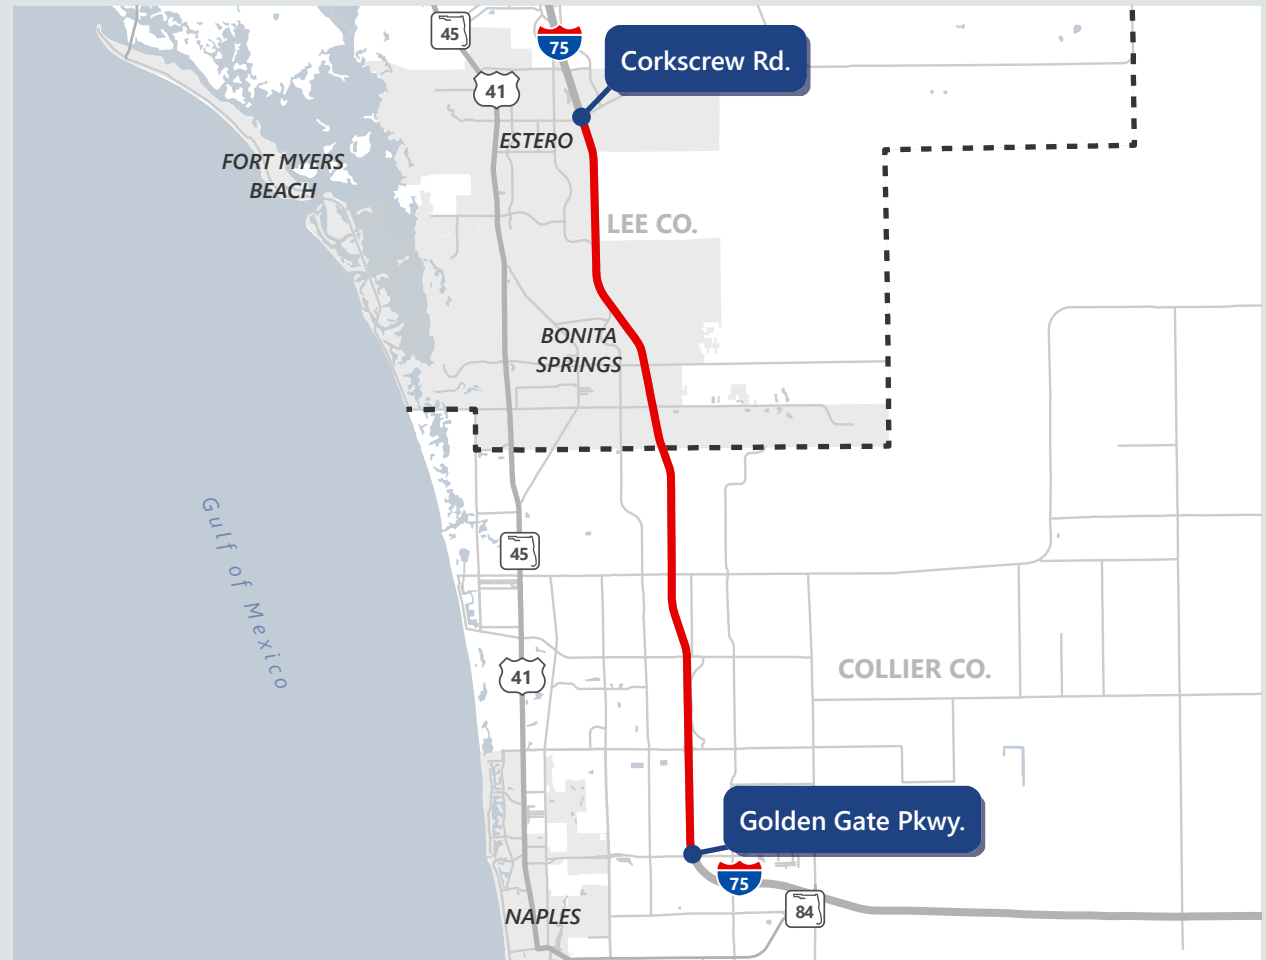 45
75
Corkscrew Rd.
41
ESTERO
FORT MYERS
BEACH
LEE CO.
BONITA
SPRINGS
Gulf of Mexico
45
41
COLLIER CO.
Golden Gate Pkwy.
75
84
NAPLES